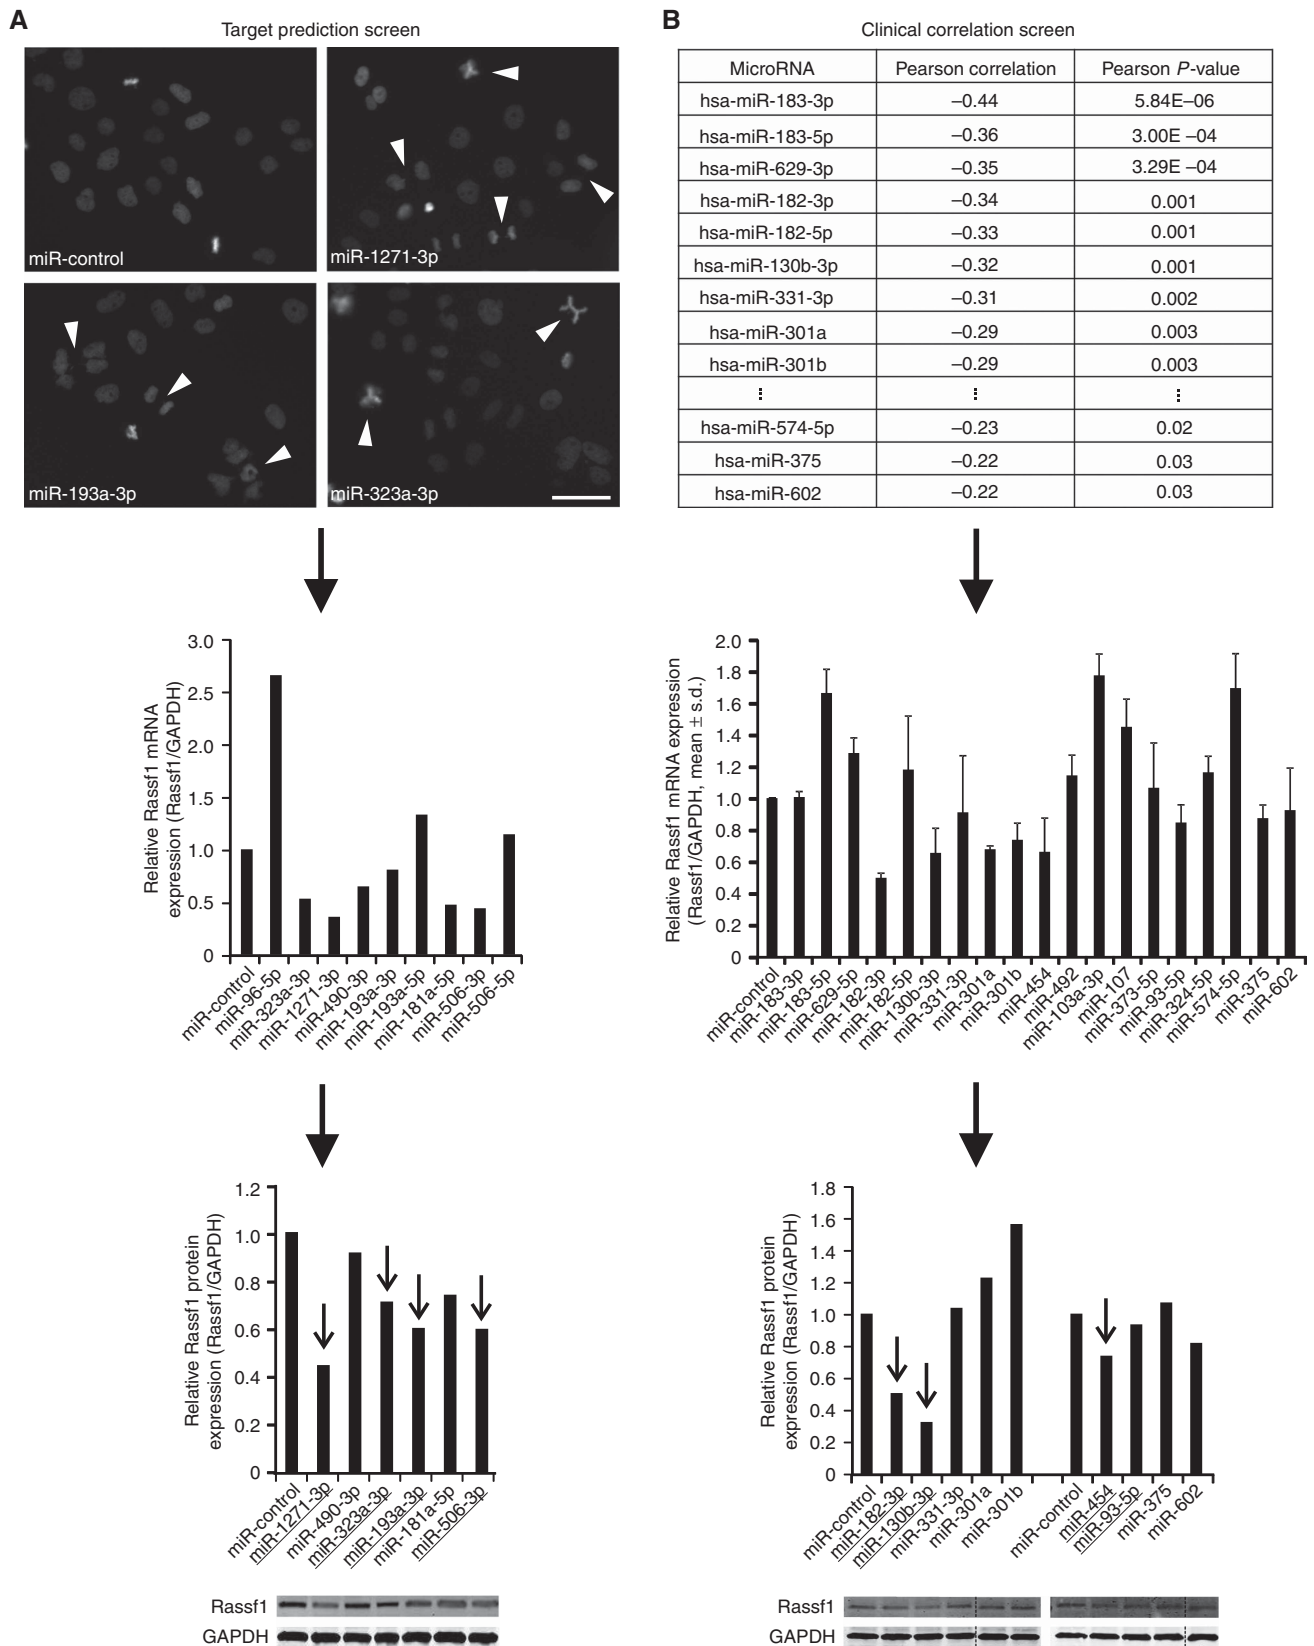 A
Target prediction screen
miR-control
miR-1271-3p
miR-193a-3p
miR-323a-3p
Relative Rassf1 mRNA
expression (Rassf1/GAPDH)
3.0
2.5
2.0
1.5
1.0
0.5
0
miR-control
miR-96-5p
miR-323a-3p
miR-1271-3p
miR-490-3p
miR-193a-3p
miR-193a-5p
miR-181a-5p
miR-506-3p
miR-506-5p
Relative Rassf1 protein
expression (Rassf1/GAPDH)
1.2
1.0
0.8
0.6
0.4
0.2
0
miR-control
miR-1271-3p
miR-490-3p
miR-323a-3p
miR-193a-3p
miR-181a-5p
miR-506-3p
Rassf1
GAPDH
B
Clinical correlation screen
MicroRNA Pearson correlation Pearson P-value
hsa-miR-183-3p –0.44 5.84E–06
hsa-miR-183-5p –0.36 3.00E –04
hsa-miR-629-3p –0.35 3.29E –04
hsa-miR-182-3p –0.34 0.001
hsa-miR-182-5p –0.33 0.001
hsa-miR-130b-3p –0.32 0.001
hsa-miR-331-3p –0.31 0.002
hsa-miR-301a –0.29 0.003
hsa-miR-301b –0.29 0.003
⋮ ⋮ ⋮
hsa-miR-574-5p –0.23 0.02
hsa-miR-375 –0.22 0.03
hsa-miR-602 –0.22 0.03
Relative Rassf1 mRNA expression
(Rassf1/GAPDH, mean ± s.d.)
2.0
1.8
1.6
1.4
1.2
1.0
0.8
0.6
0.4
0.2
0
miR-control
miR-183-3p
miR-183-5p
miR-629-5p
miR-182-3p
miR-182-5p
miR-130b-3p
miR-331-3p
miR-301a
miR-301b
miR-454
miR-492
miR-103a-3p
miR-107
miR-373-5p
miR-93-5p
miR-324-5p
miR-574-5p
miR-375
miR-602
Relative Rassf1 protein
expression (Rassf1/GAPDH)
1.8
1.6
1.4
1.2
1.0
0.8
0.6
0.4
0.2
0
miR-control
miR-182-3p
miR-130b-3p
miR-331-3p
miR-301a
miR-301b
miR-control
miR-454
miR-93-5p
miR-375
miR-602
Rassf1
GAPDH